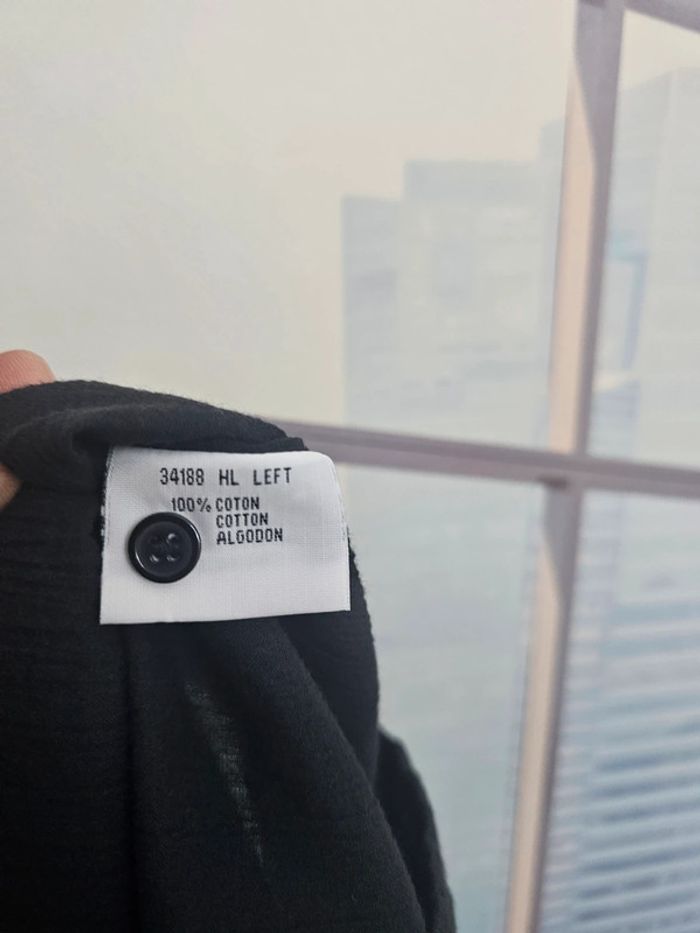 34188 HL LEFT
100% COTON
COTTON
ALGODON